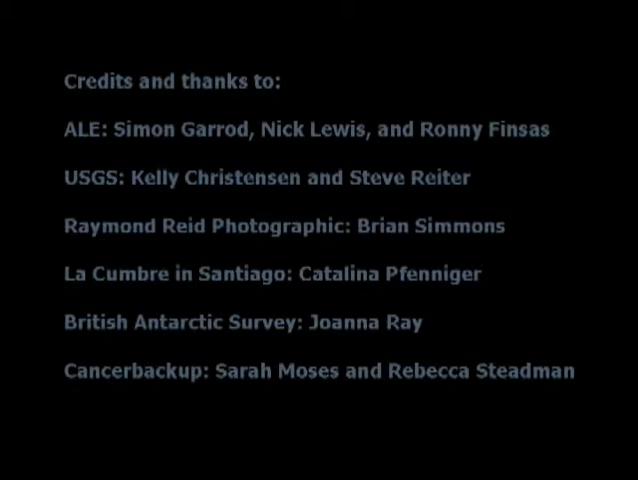 Credits and thanks to:
ALE: Simon Garrod, Nick Lewis, and Ronny Finsas
USGS: Kelly Christensen and Steve Reiter
Raymond Reid Photographic: Brian Simmons
La Cumbre in Santiago: Catalina Pfenniger
British Antarctic Survey: Joanna Ray
Cancerbackup: Sarah Moses and Rebecca Steadman